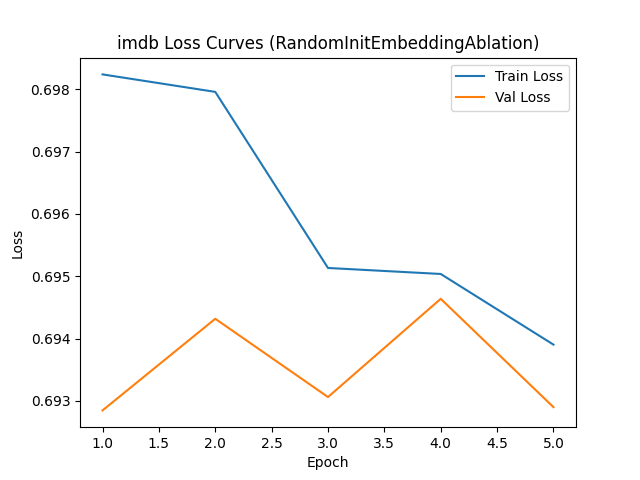 imdb Loss Curves (RandomInitEmbeddingAblation)
Train Loss
Val Loss
0.698
0.697
0.696
0.695
0.694
0.693
Loss
1.0 1.5 2.0 2.5 3.0 3.5 4.0 4.5 5.0
Epoch